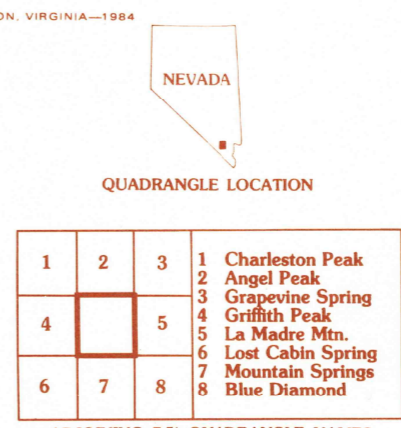 ON, VIRGINIA—1984
NEVADA
QUADRANGLE LOCATION
1 2 3
4 5
6 7 8
1 Charleston Peak
2 Angel Peak
3 Grapevine Spring
4 Griffith Peak
5 La Madre Mtn.
6 Lost Cabin Spring
7 Mountain Springs
8 Blue Diamond